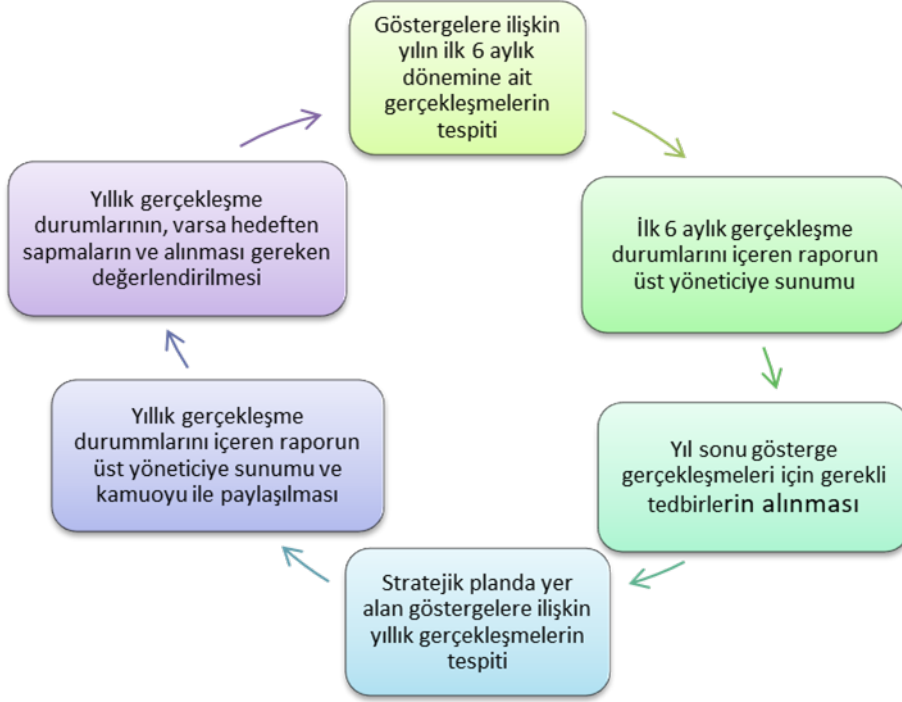 Göstergelere ilişkin
yılın ilk 6 aylık
dönemine ait
gerçekleşmelerin
tespiti
İlk 6 aylık gerçekleşme
durumlarını içeren raporun
üst yöneticiye sunumu
Yıl sonu gösterge
gerçekleşmeleri için gerekli
tedbirlerin alınması
Stratejik planda yer
alan göstergelere ilişkin
yıllık gerçekleşmelerin
tespiti
Yıllık gerçekleşme
durummlarını içeren raporun
üst yöneticiye sunumu ve
kamuoyu ile paylaşılması
Yıllık gerçekleşme
durumlarının, varsa hedeften
sapmaların ve alınması gereken
değerlendirilmesi